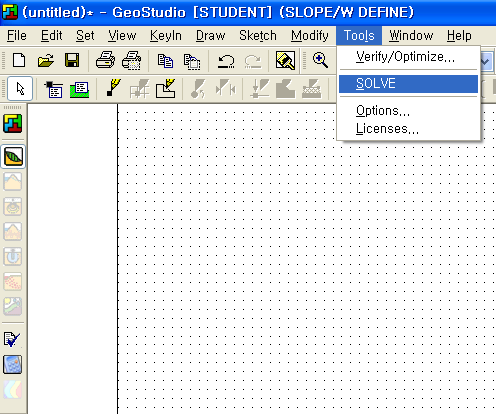 (untitled)* - GeoStudio [STUDENT] (SLOPE/W DEFINE)
File Edit Set View KeyIn Draw Sketch Modify Tools Window Help
Verify/Optimize...
SOLVE
Options...
Licenses...